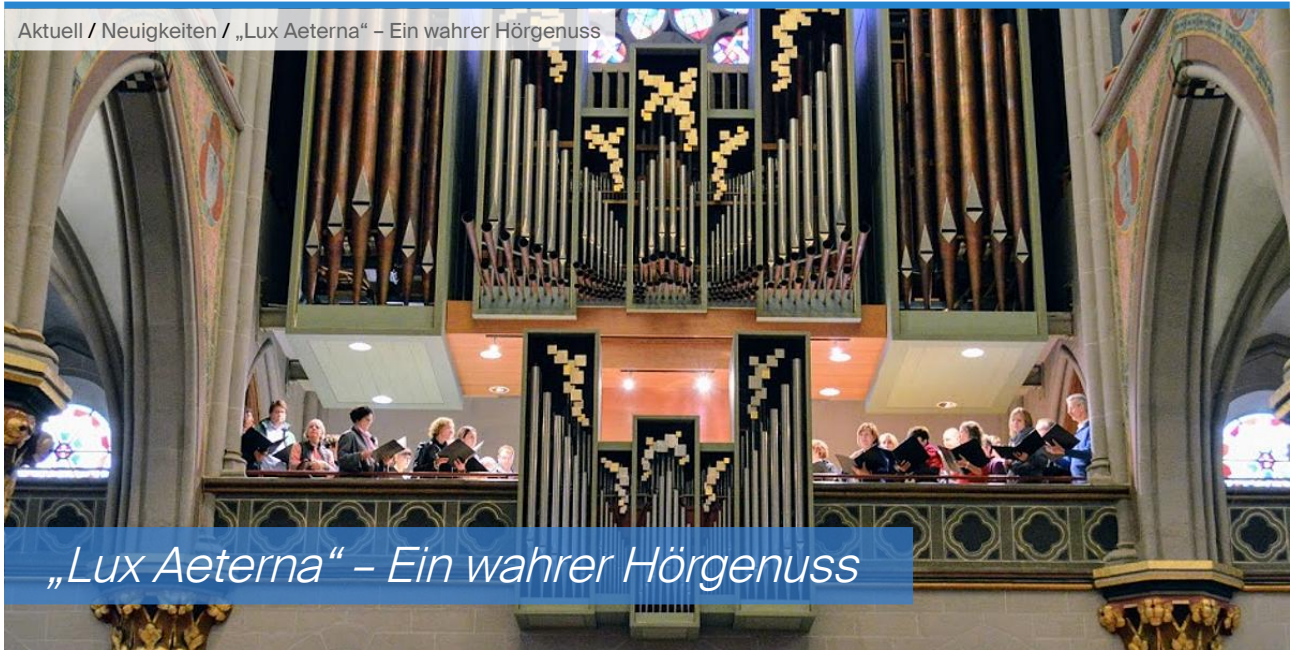 Aktuell / Neuigkeiten / „Lux Aeterna“ – Ein wahrer Hörgenuss
„Lux Aeterna“ – Ein wahrer Hörgenuss